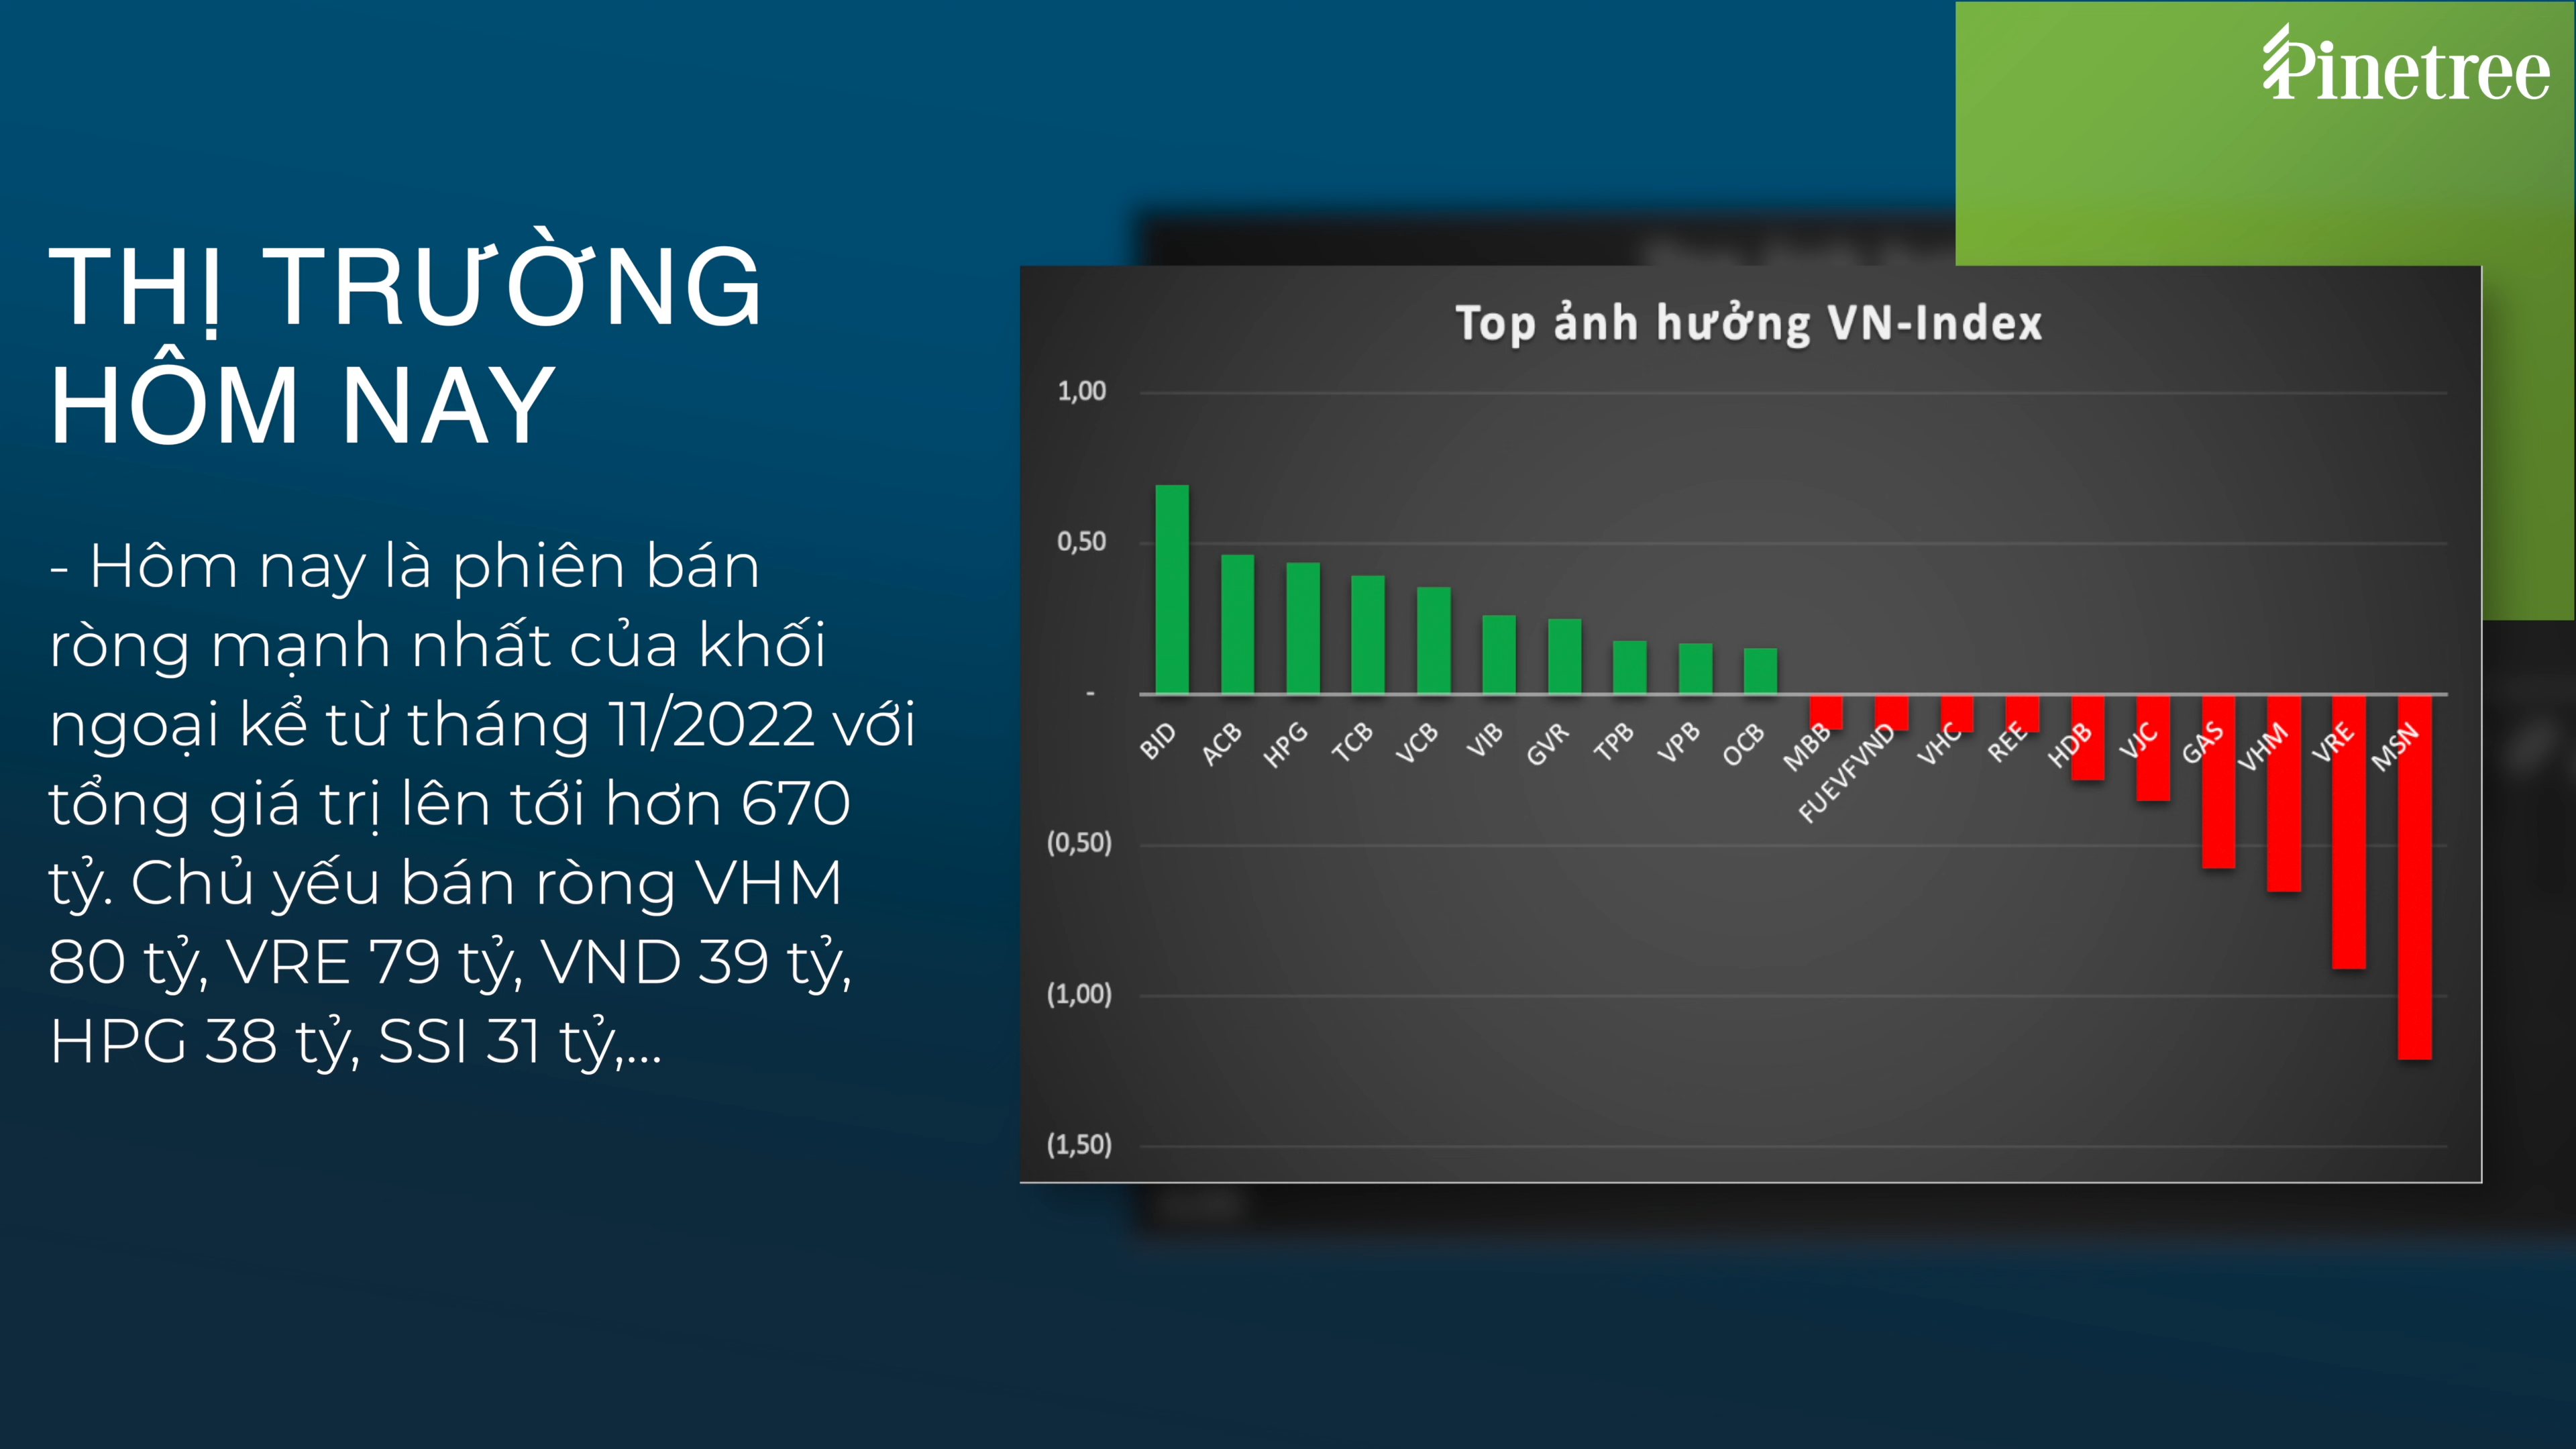 Pinetree
THỊ TRƯỜNG
HÔM NAY
- Hôm nay là phiên bán
ròng mạnh nhất của khối
ngoại kể từ tháng 11/2022 với
tổng giá trị lên tới hơn 670
tỷ. Chủ yếu bán ròng VHM
80 tỷ, VRE 79 tỷ, VND 39 tỷ,
HPG 38 tỷ, SSI 31 tỷ,...
Top ảnh hưởng VN-Index
1,00
0,50
-
(0,50)
(1,00)
(1,50)
BID
ACB
HPG
TCB
VCB
VIB
GVR
TPB
VPB
OCB
MBB
FUEVFVND
VHC
REE
HDB
VJC
GAS
VHM
VRE
MSN